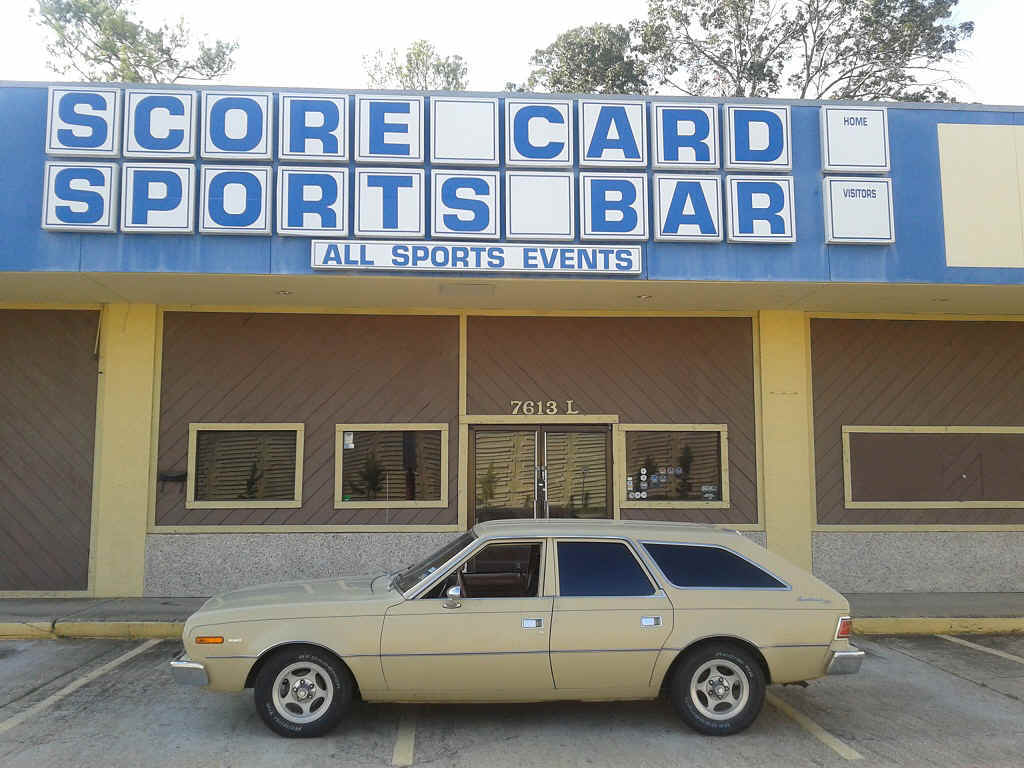 SCORE CARD
HOME
SPORTS BAR
VISITORS
ALL SPORTS EVENTS
7613 L